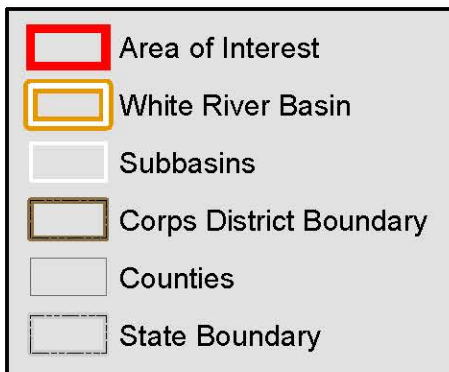 Area of Interest
White River Basin
Subbasins
Corps District Boundary
Counties
State Boundary